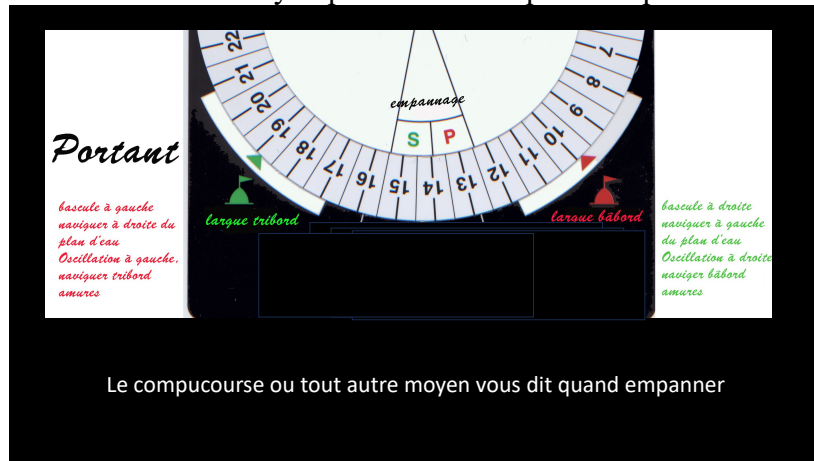 empannage
S P
22
21
20
19
18
17
16
15
14
13
12
11
10
9
8
7
Portant
bascule à gauche
naviguer à droite du
plan d'eau
Oscillation à gauche,
naviguer tribord
amures
largue tribord
largue bâbord
bascule à droite
naviguer à gauche
du plan d'eau
Oscillation à droite
naviger bâbord
amures
Le compucourse ou tout autre moyen vous dit quand empanner